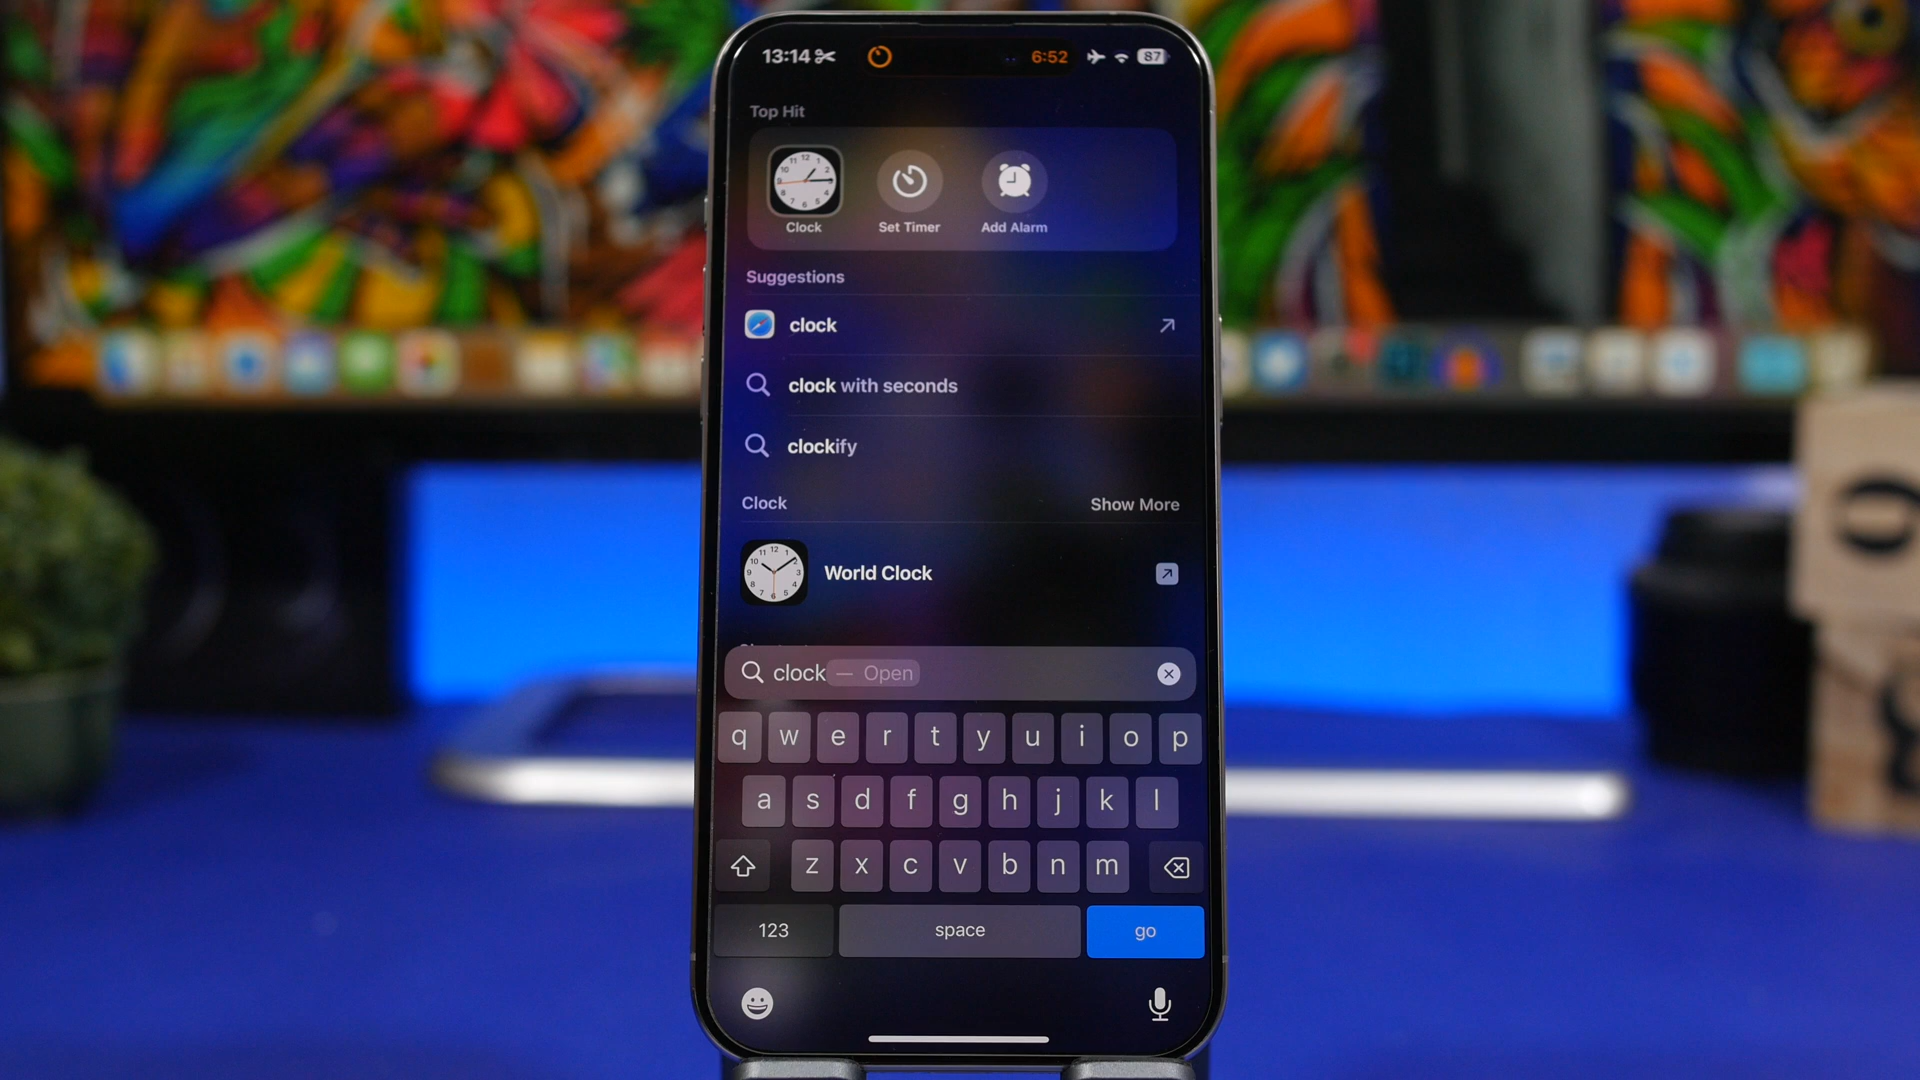 13:14 6:52 87
Top Hit
Clock Set Timer Add Alarm
Suggestions
clock
clock with seconds
clockify
Clock Show More
World Clock
clock — Open
q w e r t y u i o p
a s d f g h j k l
z x c v b n m
123 space go